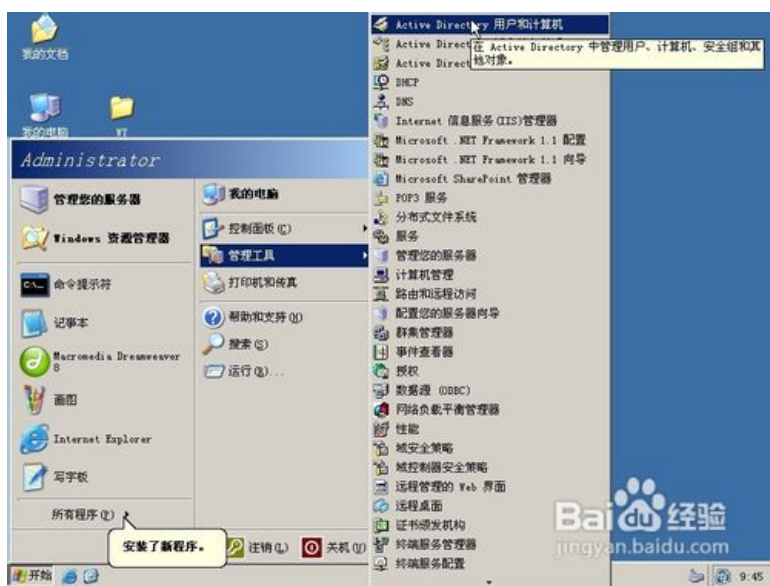 我的文档
我的电脑
WT
Administrator
管理您的服务器
Windows 资源管理器
命令提示符
记事本
Macromedia Dreamweaver
8
画图
Internet Explorer
写字板
所有程序(P)
安装了新程序。
我的电脑
控制面板(C)
管理工具
打印机和传真
帮助和支持(H)
搜索(S)
运行(R)...
注销(L)
关机(U)
Active Directory 用户和计算机
Active Direct
Active Direct
在 Active Directory 中管理用户、计算机、安全组和其
他对象。
DHCP
DNS
Internet 信息服务(IIS)管理器
Microsoft .NET Framework 1.1 配置
Microsoft .NET Framework 1.1 向导
Microsoft SharePoint 管理器
POP3 服务
分布式文件系统
服务
管理您的服务器
计算机管理
路由和远程访问
配置您的服务器向导
群集管理器
事件查看器
授权
数据源 (ODBC)
网络负载平衡管理器
性能
域安全策略
域控制器安全策略
远程管理的 Web 界面
远程桌面
证书颁发机构
终端服务管理器
终端服务配置
Baidu 经验
jingyan.baidu.com
开始
9:45